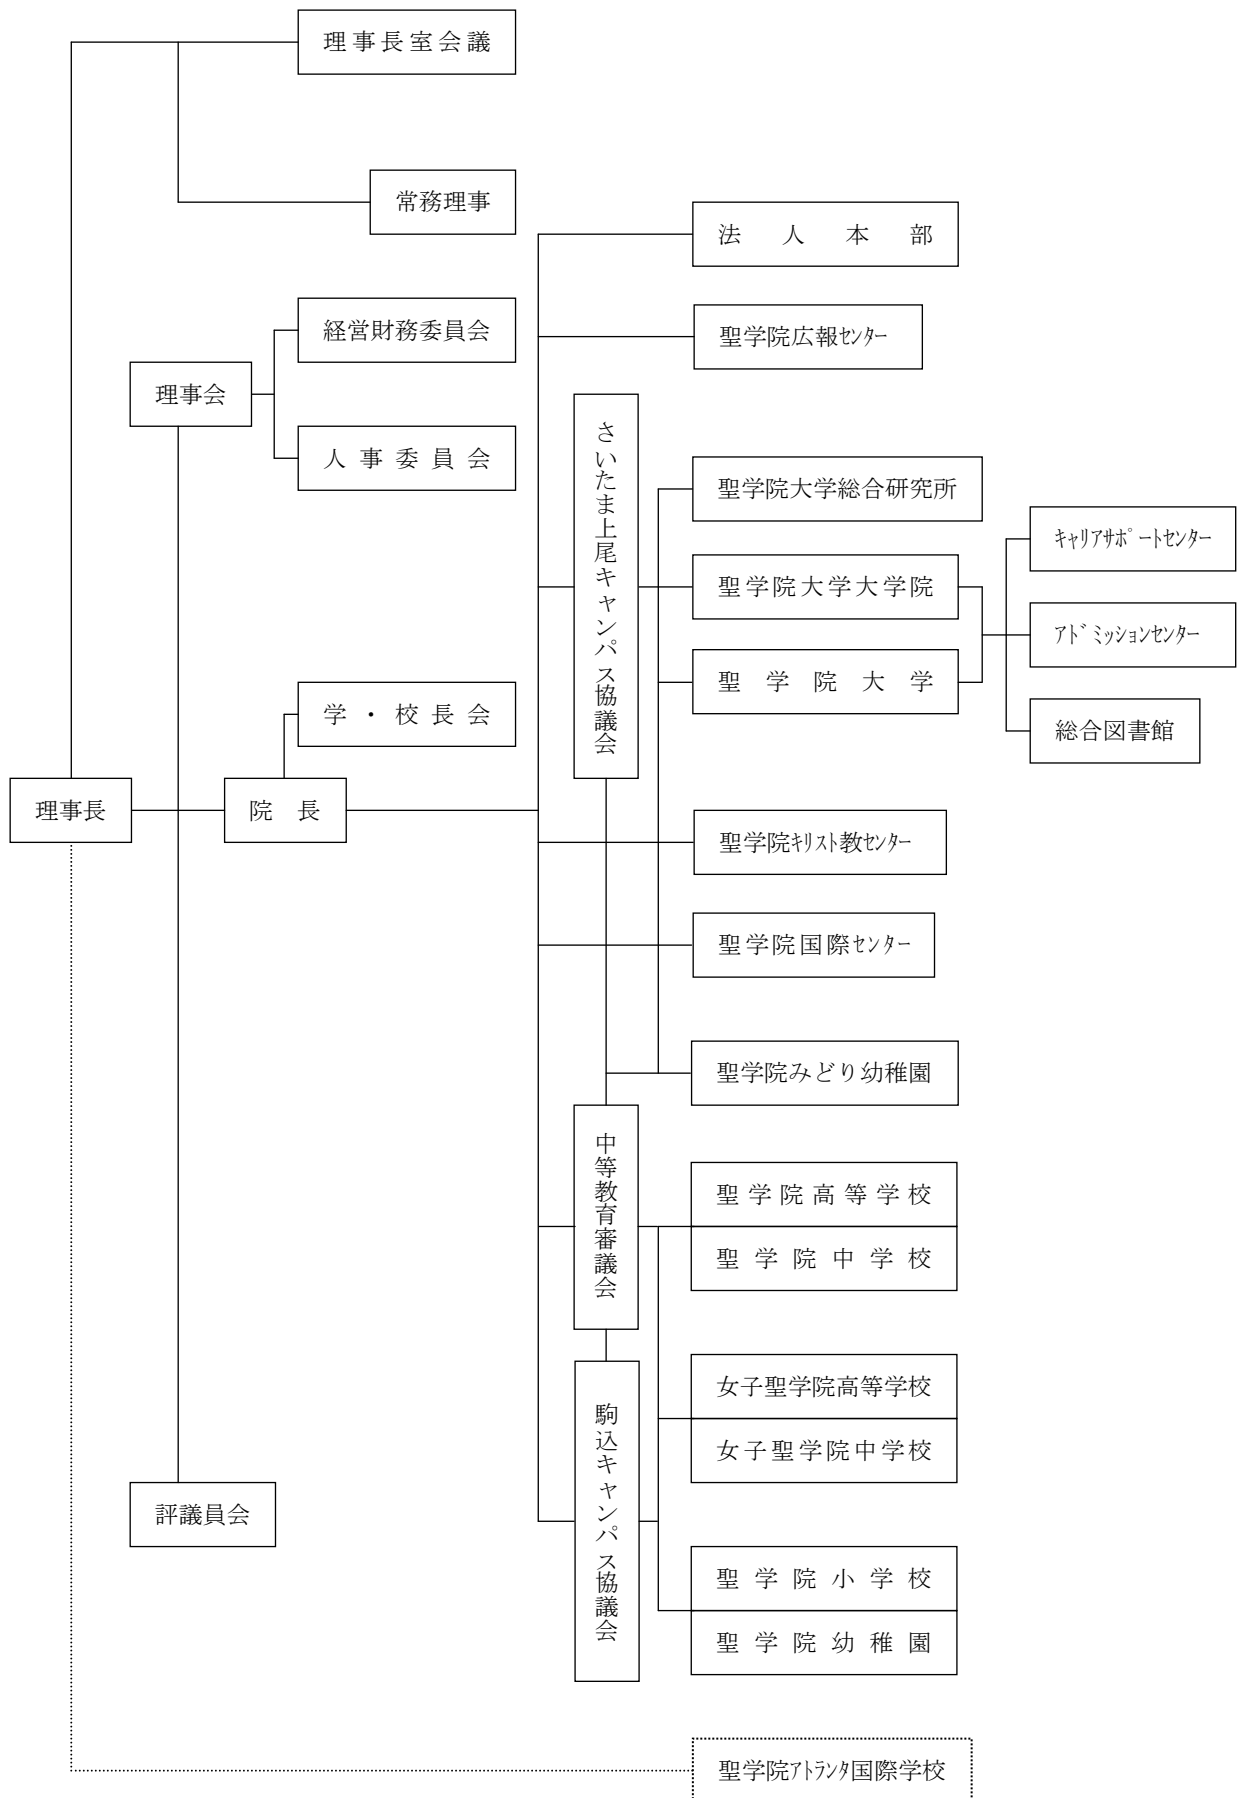 理事長室会議
常務理事
法人本部
経営財務委員会
聖学院広報ｾﾝﾀｰ
理事会
人事委員会
さいたま上尾キャンパス協議会
聖学院大学総合研究所
キャリアサポートセンター
聖学院大学大学院
アドミッションセンター
聖学院大学
総合図書館
学・校長会
理事長
院長
聖学院ｷﾘｽﾄ教ｾﾝﾀｰ
聖学院国際ｾﾝﾀｰ
聖学院みどり幼稚園
中等教育審議会
聖学院高等学校
聖学院中学校
駒込キャンパス協議会
女子聖学院高等学校
女子聖学院中学校
評議員会
聖学院小学校
聖学院幼稚園
聖学院ｱﾄﾗﾝﾀ国際学校